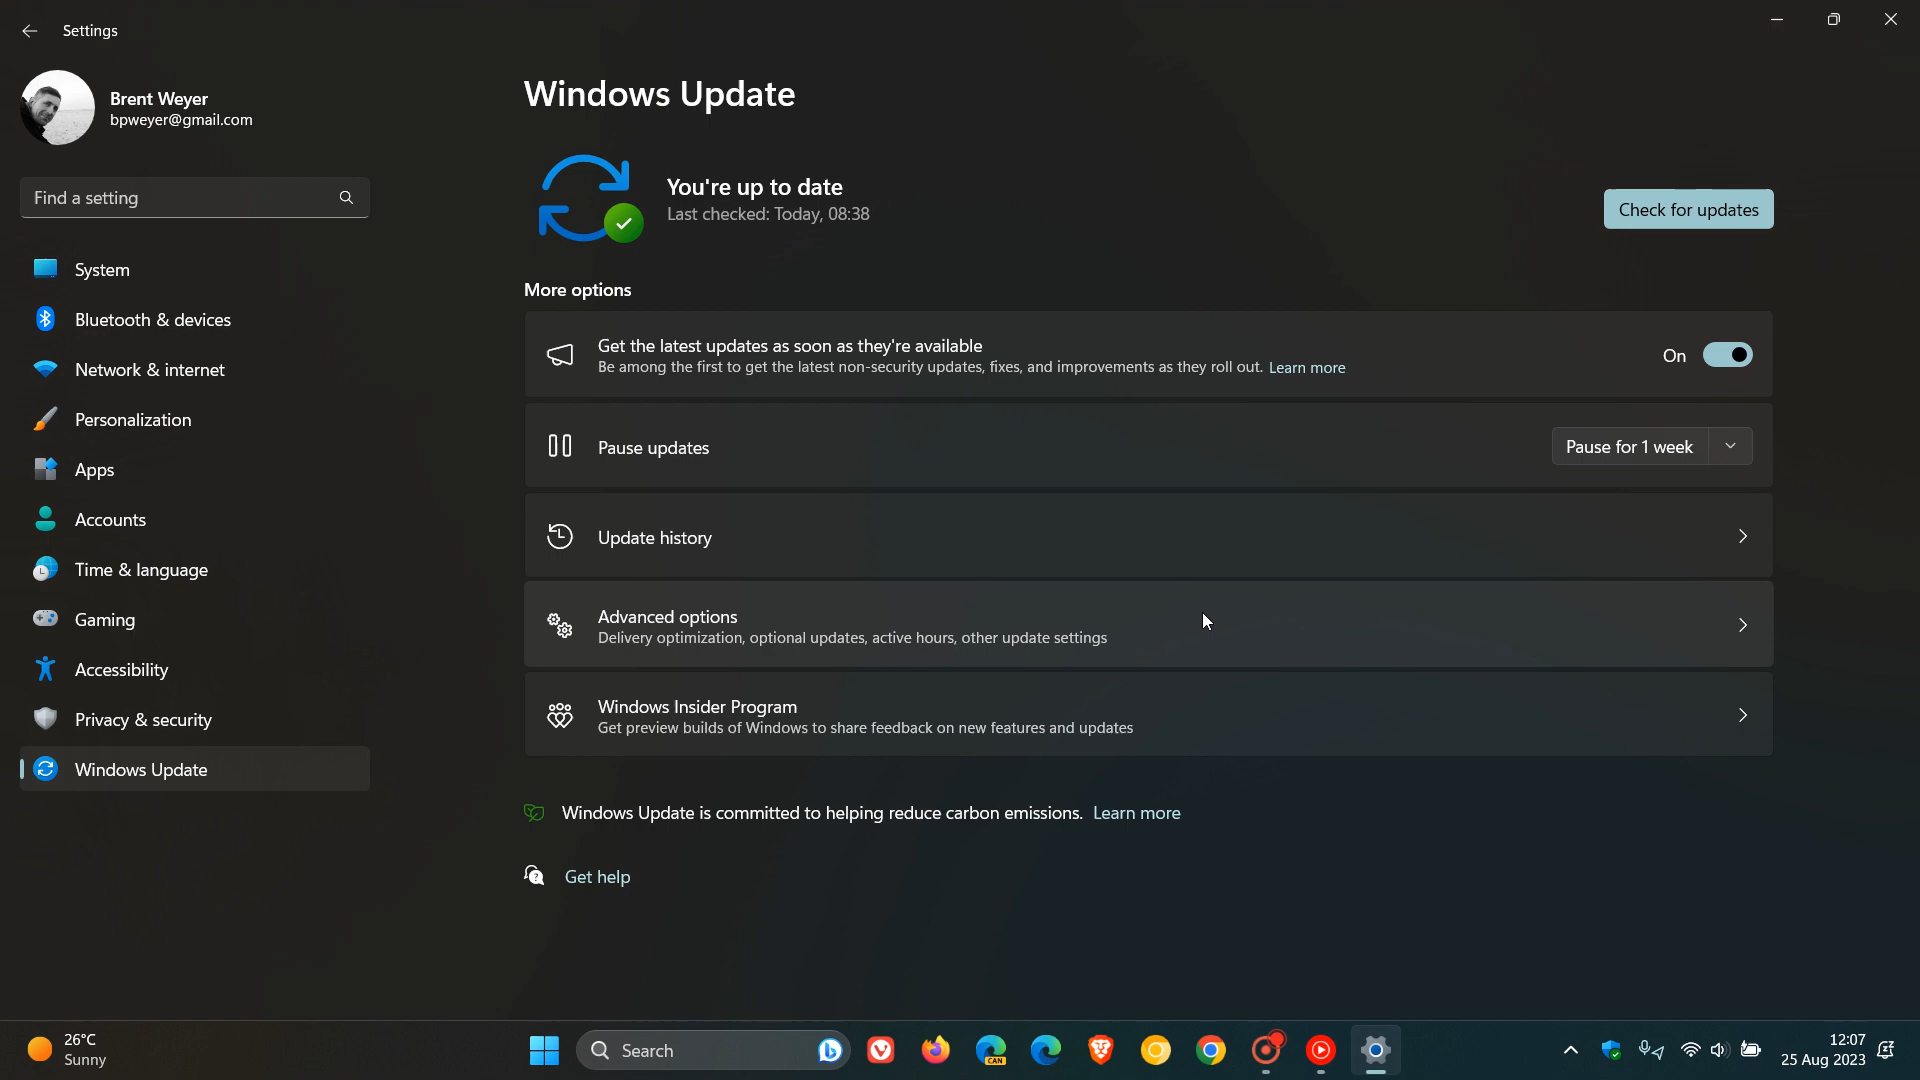 Settings
Brent Weyer
bpweyer@gmail.com
Find a setting
System
Bluetooth & devices
Network & internet
Personalization
Apps
Accounts
Time & language
Gaming
Accessibility
Privacy & security
Windows Update
Windows Update
You're up to date
Last checked: Today, 08:38
Check for updates
More options
Get the latest updates as soon as they're available
Be among the first to get the latest non-security updates, fixes, and improvements as they roll out. Learn more
On
Pause updates
Pause for 1 week
Update history
Advanced options
Delivery optimization, optional updates, active hours, other update settings
Windows Insider Program
Get preview builds of Windows to share feedback on new features and updates
Windows Update is committed to helping reduce carbon emissions. Learn more
Get help
26°C
Sunny
Search
CAN
12:07
25 Aug 2023